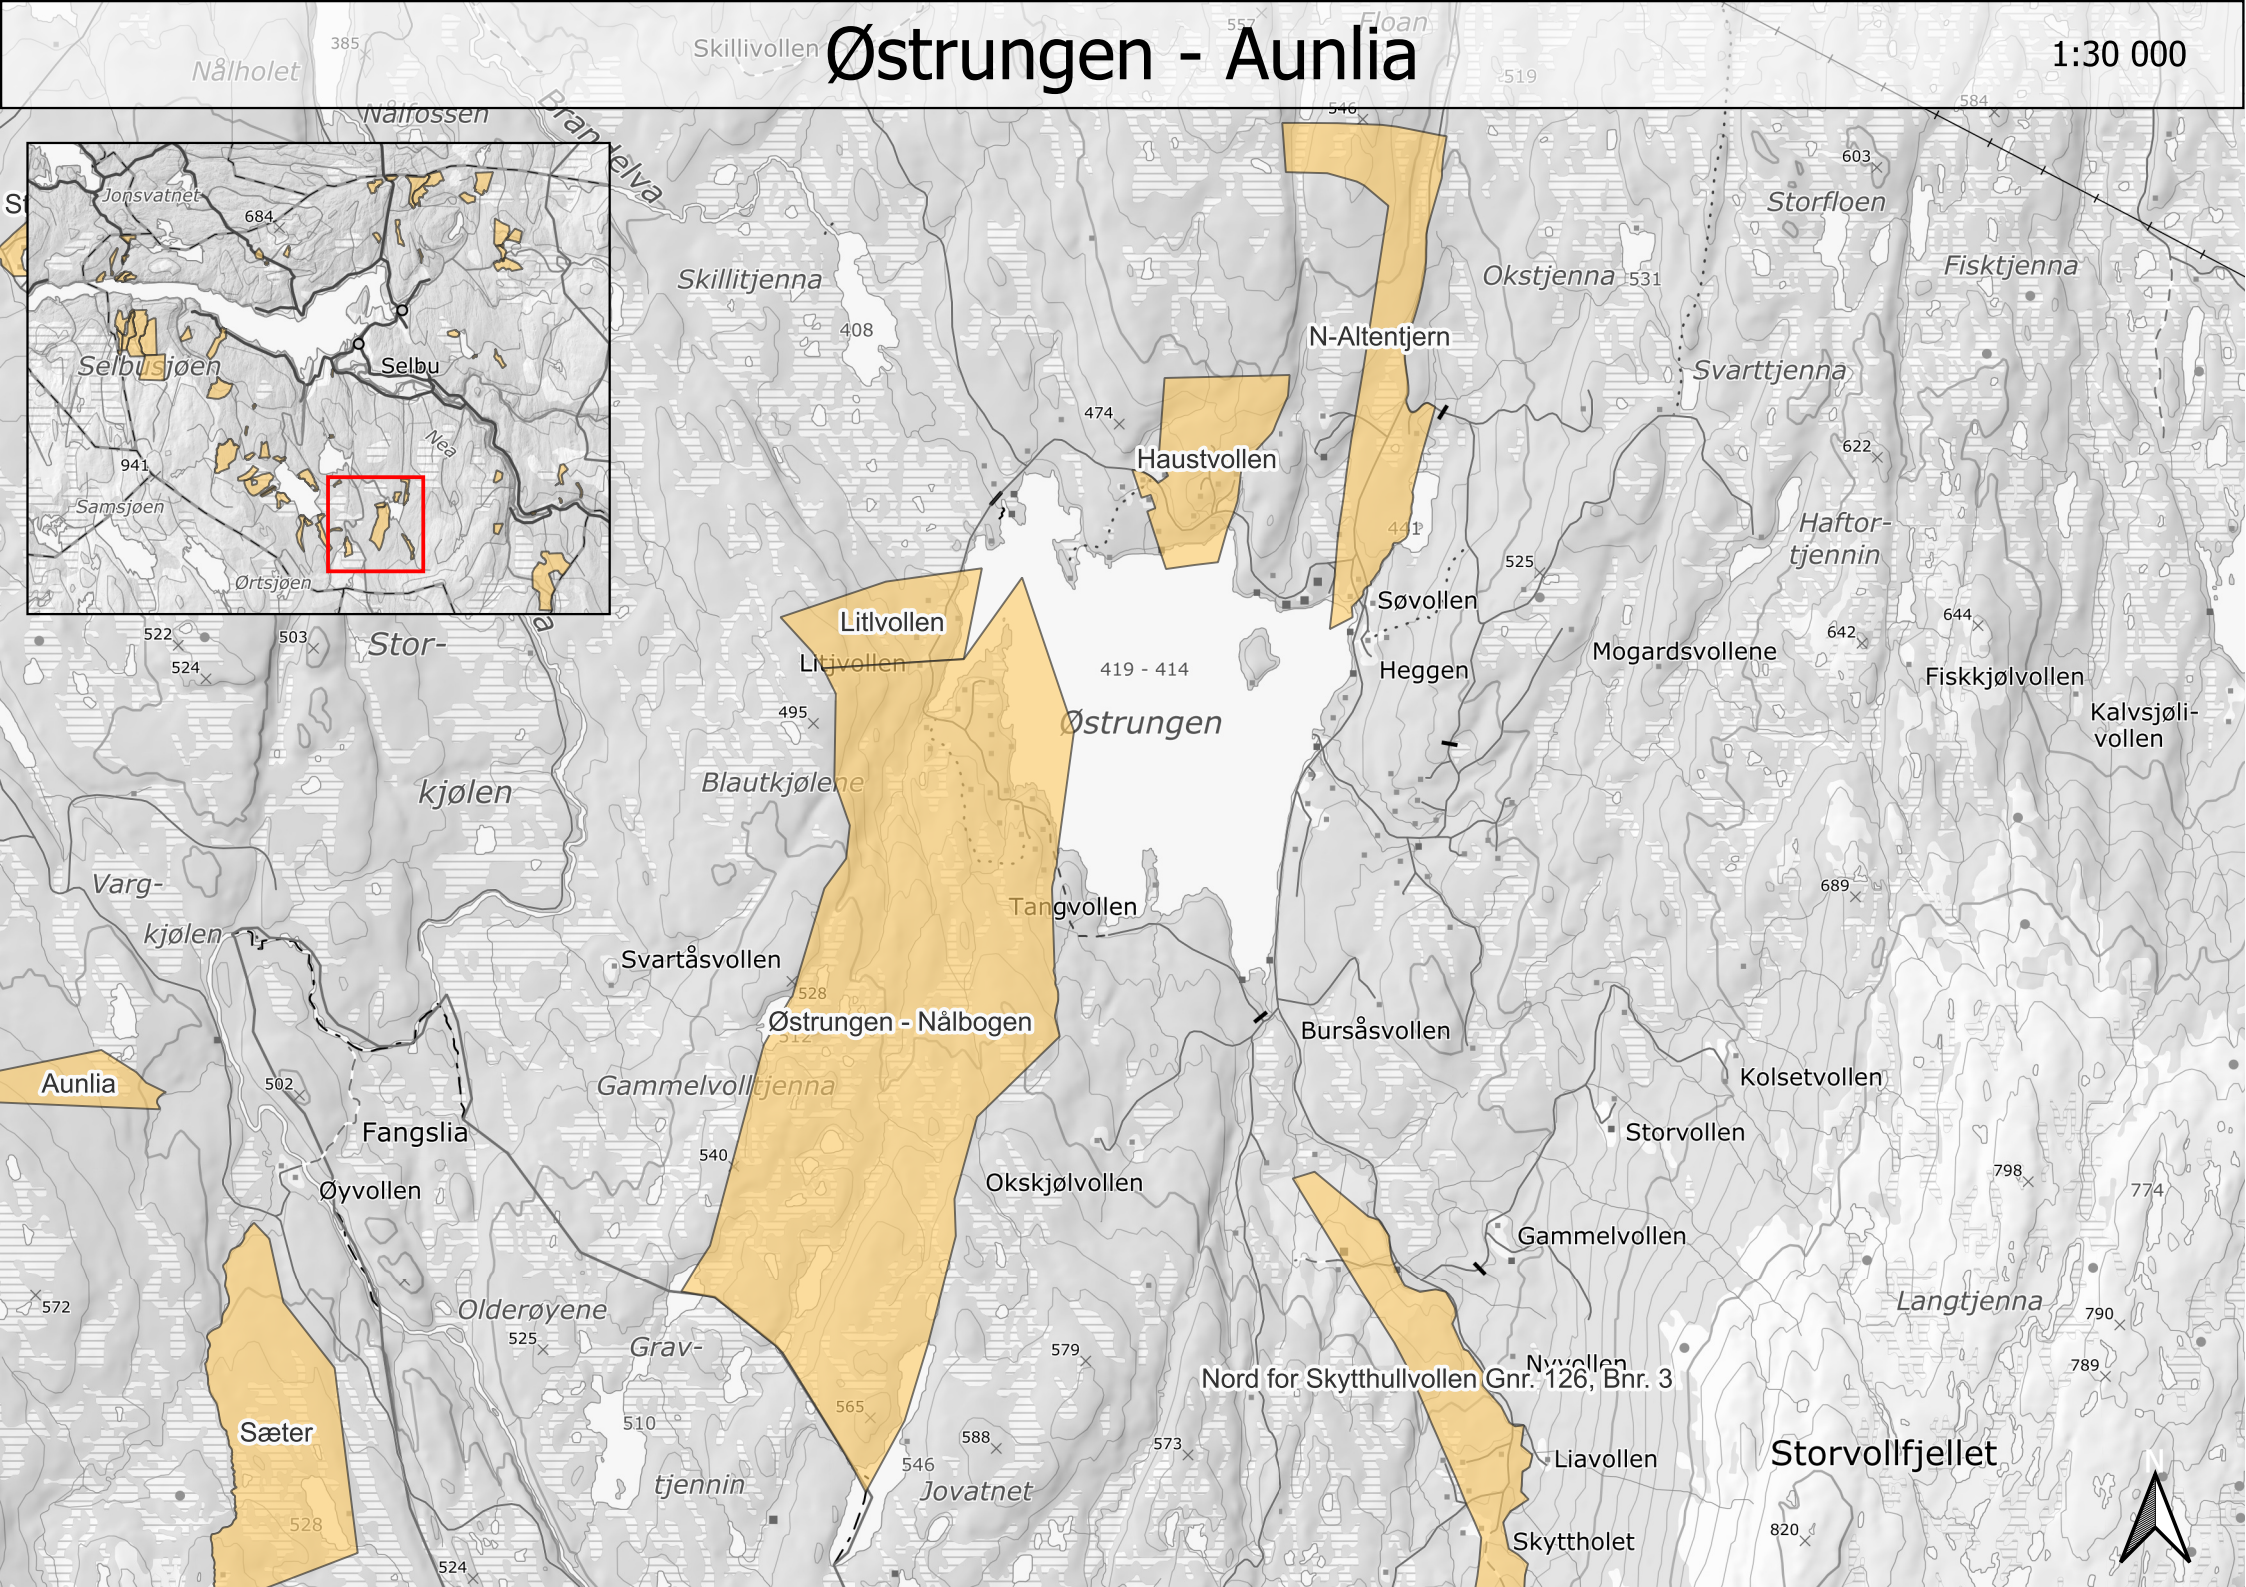 Østrungen - Aunlia
1:30 000
557
Floan
385
Skillivollen
Nålholet
519
584
546
Nålfossen
Brandelva
St
Jonsvatnet
684
Selbusjøen
Selbu
Nea
941
Samsjøen
Ørtsjøen
603
Storfloen
Skillitjenna
408
Okstjenna 531
Fisktjenna
N-Altentjern
Svarttjenna
474
622
Haustvollen
441
Haftor-
tjennin
525
Søvollen
Litlvollen
Litjvollen
522
503
Stor-
524
644
642
419 - 414
Heggen
Mogardsvollene
Fiskkjølvollen
495
Østrungen
Kalvsjøli-
vollen
Blautkjølene
kjølen
Varg-
kjølen
689
Tangvollen
Svartåsvollen
528
Østrungen - Nålbogen
512
Bursåsvollen
Aunlia
502
Gammelvolltjenna
Kolsetvollen
Fangslia
Storvollen
540
Øyvollen
Okskjølvollen
798
774
Gammelvollen
572
Olderøyene
525
Langtjenna
790
Grav-
579
Nyvollen
789
Nord for Skytthullvollen Gnr. 126, Bnr. 3
565
510
Sæter
588
573
546
Liavollen
Storvollfjellet
N
tjennin
Jovatnet
528
820
Skyttholet
524